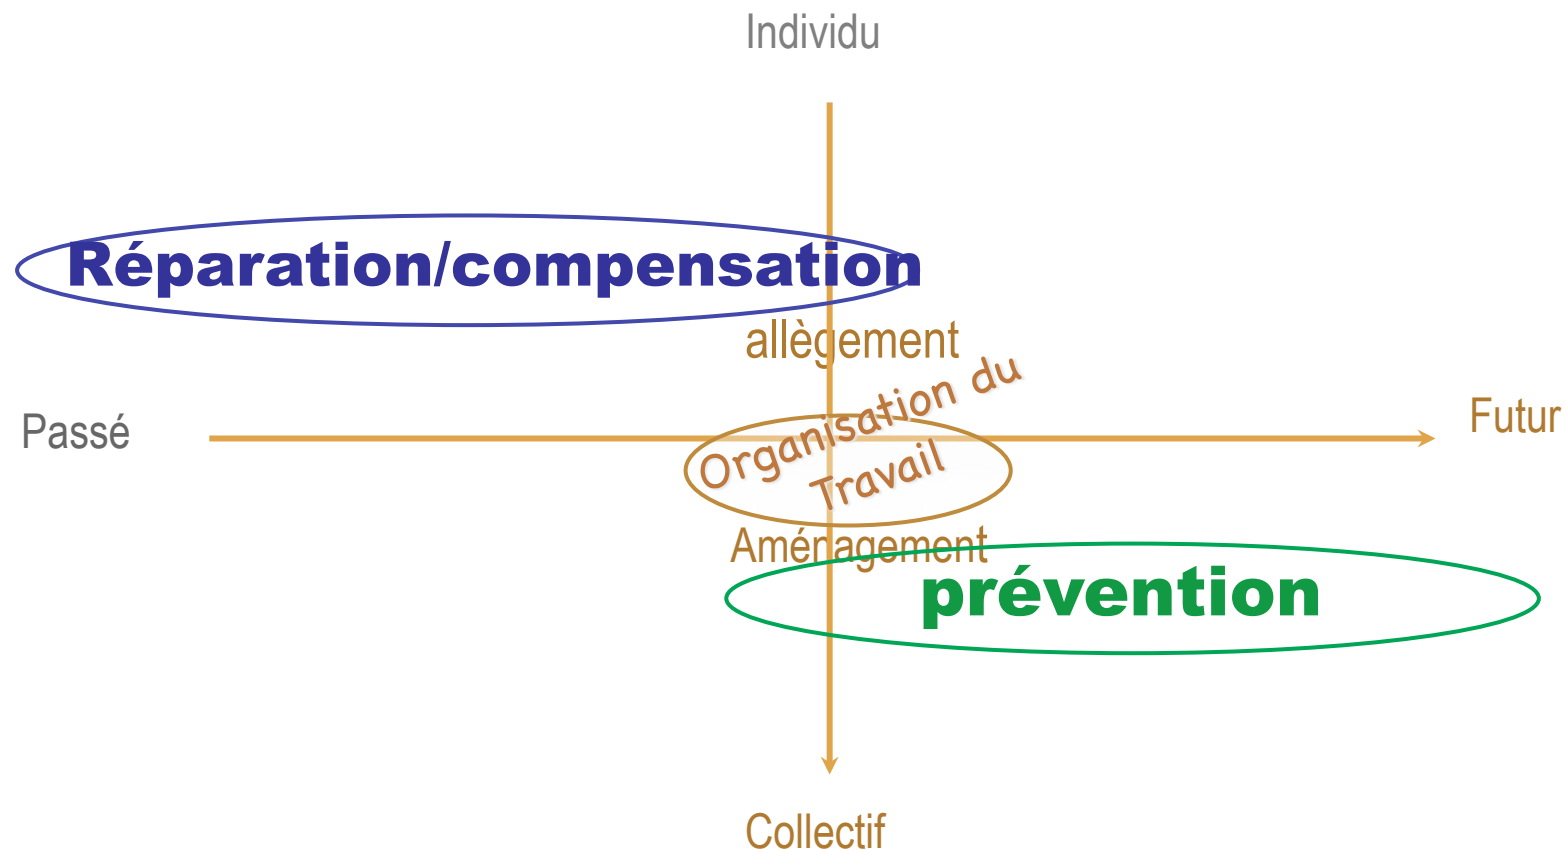 Individu
Réparation/compensation
allègement
Passé
Organisation du
Travail
Futur
Aménagement
prévention
Collectif